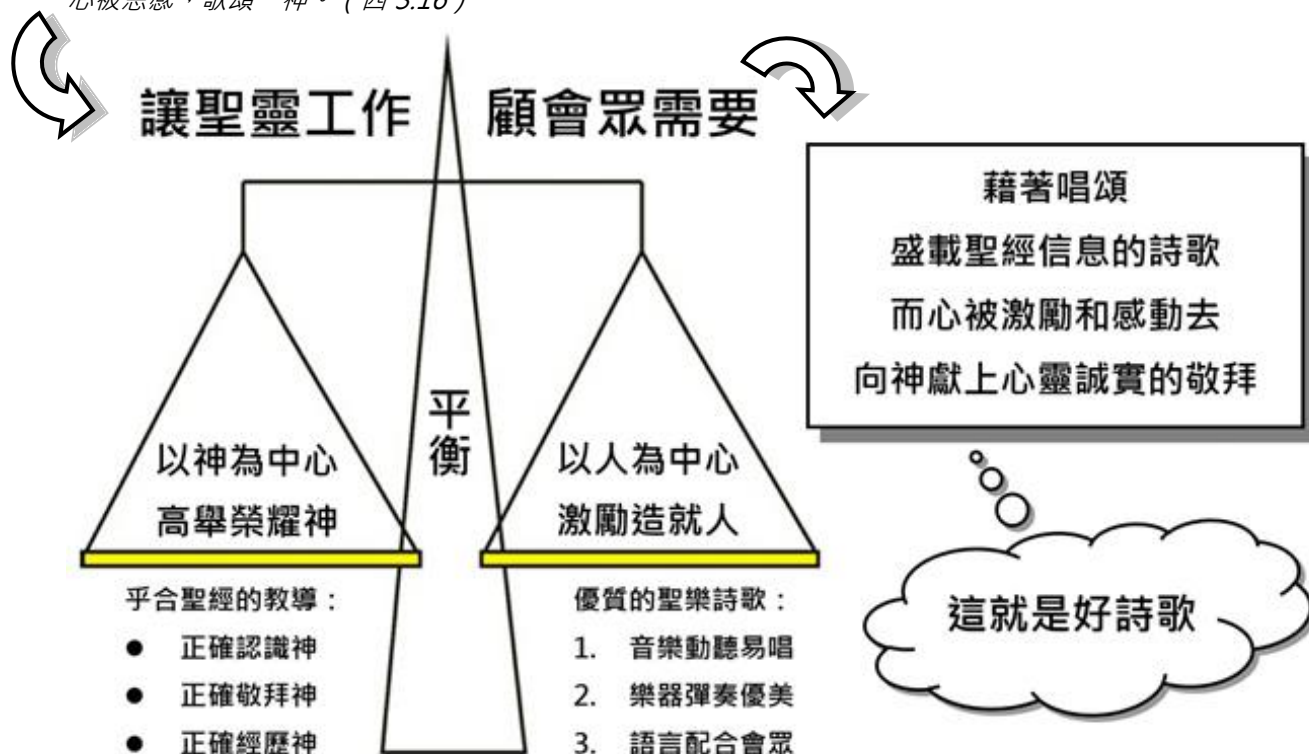 心被恩感，歌頌 神。（西 3:16）
讓聖靈工作
顧會眾需要
藉著唱頌
盛載聖經信息的詩歌
而心被激勵和感動去
向神獻上心靈誠實的敬拜
平衡
以神為中心
高舉榮耀神
以人為中心
激勵造就人
乎合聖經的教導：
● 正確認識神
● 正確敬拜神
● 正確經歷神
優質的聖樂詩歌：
1. 音樂動聽易唱
2. 樂器彈奏優美
3. 語言配合會眾
這就是好詩歌